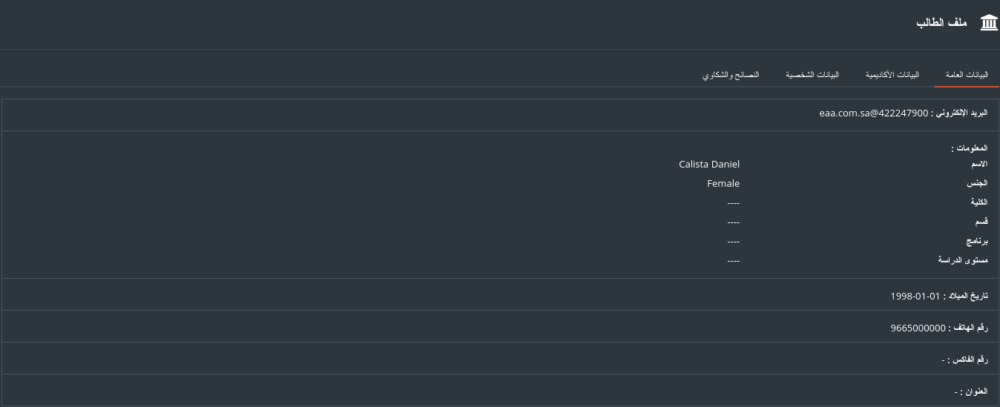 ملف الطالب
البيانات العامة
البيانات الأكاديمية
البيانات الشخصية
النصائح والشكاوي
البريد الإلكتروني : eaa.com.sa@422247900
المعلومات :
الاسم Calista Daniel
الجنس Female
الكلية ----
قسم ----
برنامج ----
مستوى الدراسة ----
تاريخ الميلاد : 1998-01-01
رقم الهاتف : 9665000000
رقم الفاكس : -
العنوان : -